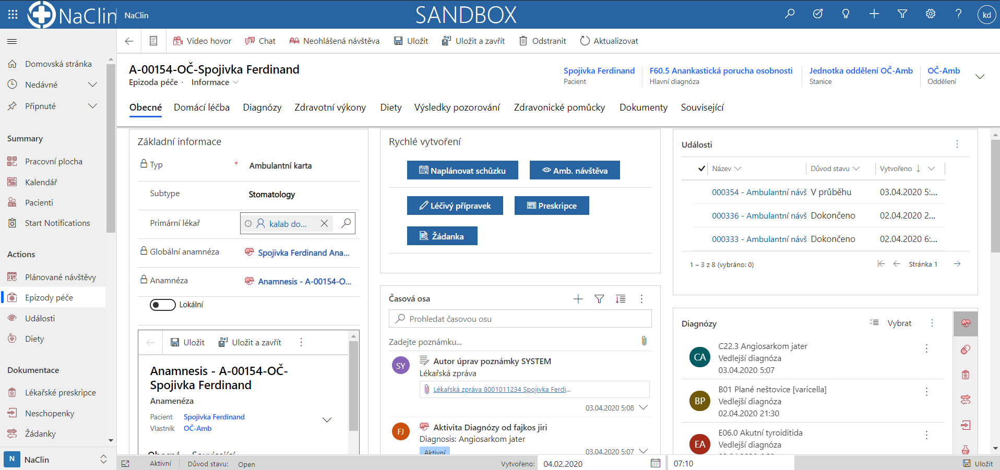 NaClin
NaClin
SANDBOX
kd
Video hovor
Chat
Neohlášená návštěva
Uložit
Uložit a zavřít
Odstranit
Aktualizovat
Domovská stránka
Nedávné
Připnuté
Summary
Pracovní plocha
Kalendář
Pacienti
Start Notifications
Actions
Plánované návštěvy
Epizody péče
Události
Diety
Dokumentace
Lékařské preskripce
Neschopenky
Žádanky
N
NaClin
A-00154-OČ-Spojivka Ferdinand
Epizoda péče · Informace
Spojivka Ferdinand
Pacient
F60.5 Anankastická porucha osobnosti
Hlavní diagnóza
Jednotka oddělení OČ-Amb
Stanice
OČ-Amb
Oddělení
Obecné
Domácí léčba
Diagnózy
Zdravotní výkony
Diety
Výsledky pozorování
Zdravonické pomůcky
Dokumenty
Související
Základní informace
Typ * Ambulantní karta
Subtype Stomatology
Primární lékař kalab do...
Globální anamnéza Spojivka Ferdinand Ana...
Anamnéza Anamnesis - A-00154-O...
Lokální
Uložit
Uložit a zavřít
Anamnesis - A-00154-OČ-
Spojivka Ferdinand
Anamenéza
Pacient Spojivka Ferdinand
Vlastník OČ-Amb
Obecné Související
Rychlé vytvoření
Naplánovat schůzku
Amb. návštěva
Léčivý přípravek
Preskripce
Žádanka
Časová osa
Prohledat časovou osu
Zadejte poznámku...
SY
Autor úprav poznámky SYSTEM
Lékařská zpráva
Lékařská zpráva 8001011234 Spojivka Ferdi...
03.04.2020 5:08
FJ
Aktivita Diagnózy od fajkos jiri
Diagnosis: Angiosarkom jater
Aktivní
03.04.2020 5:07
Události
Název Důvod stavu Vytvořeno
000354 - Ambulantní návš V průběhu 03.04.2020 5:...
000336 - Ambulantní návš Dokončeno 02.04.2020 2...
000333 - Ambulantní návš Dokončeno 02.04.2020 6:...
1 – 3 z 8 (vybráno: 0)
Stránka 1
Diagnózy
Vybrat
CA
C22.3 Angiosarkom jater
Vedlejší diagnóza
03.04.2020 5:07
BP
B01 Plané neštovice [varicella]
Vedlejší diagnóza
02.04.2020 21:30
EA
E06.0 Akutní tyroiditida
Vedlejší diagnóza
Aktivní
Důvod stavu: Open
Vytvořeno: 04.02.2020
07:10
Uložit